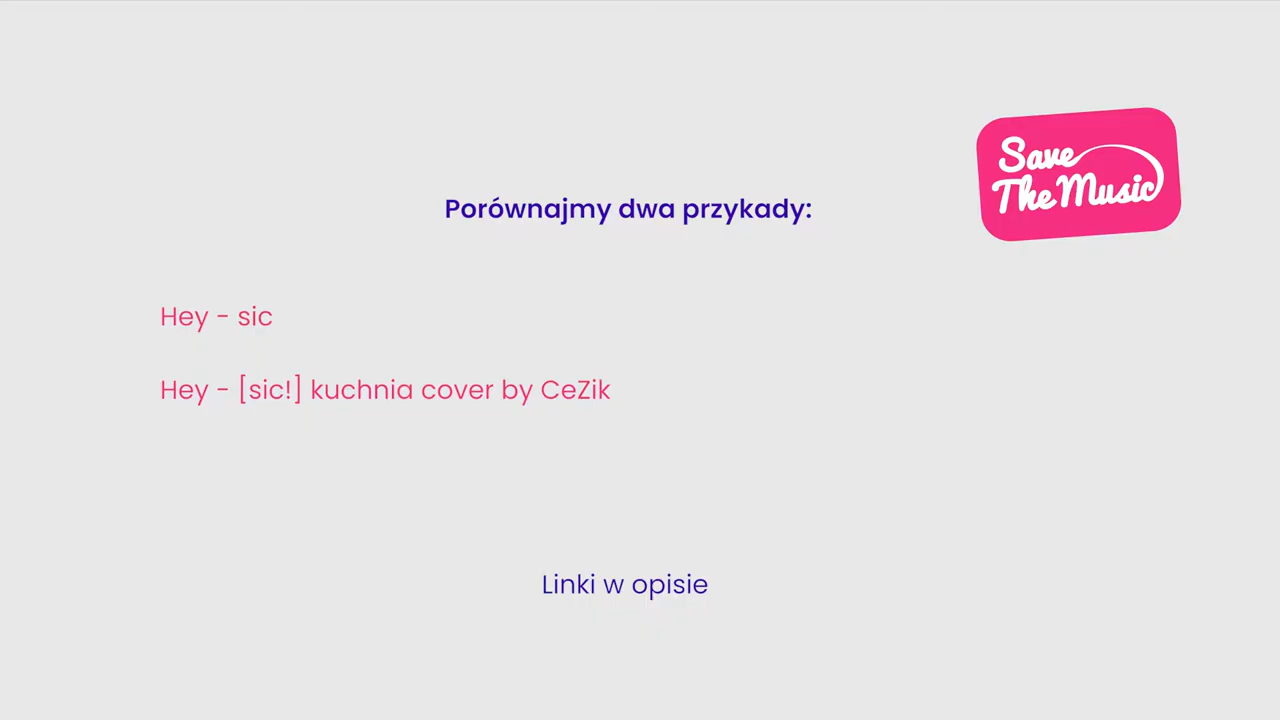 Save
The Music
Porównajmy dwa przykady:
Hey - sic
Hey - [sic!] kuchnia cover by CeZik
Linki w opisie